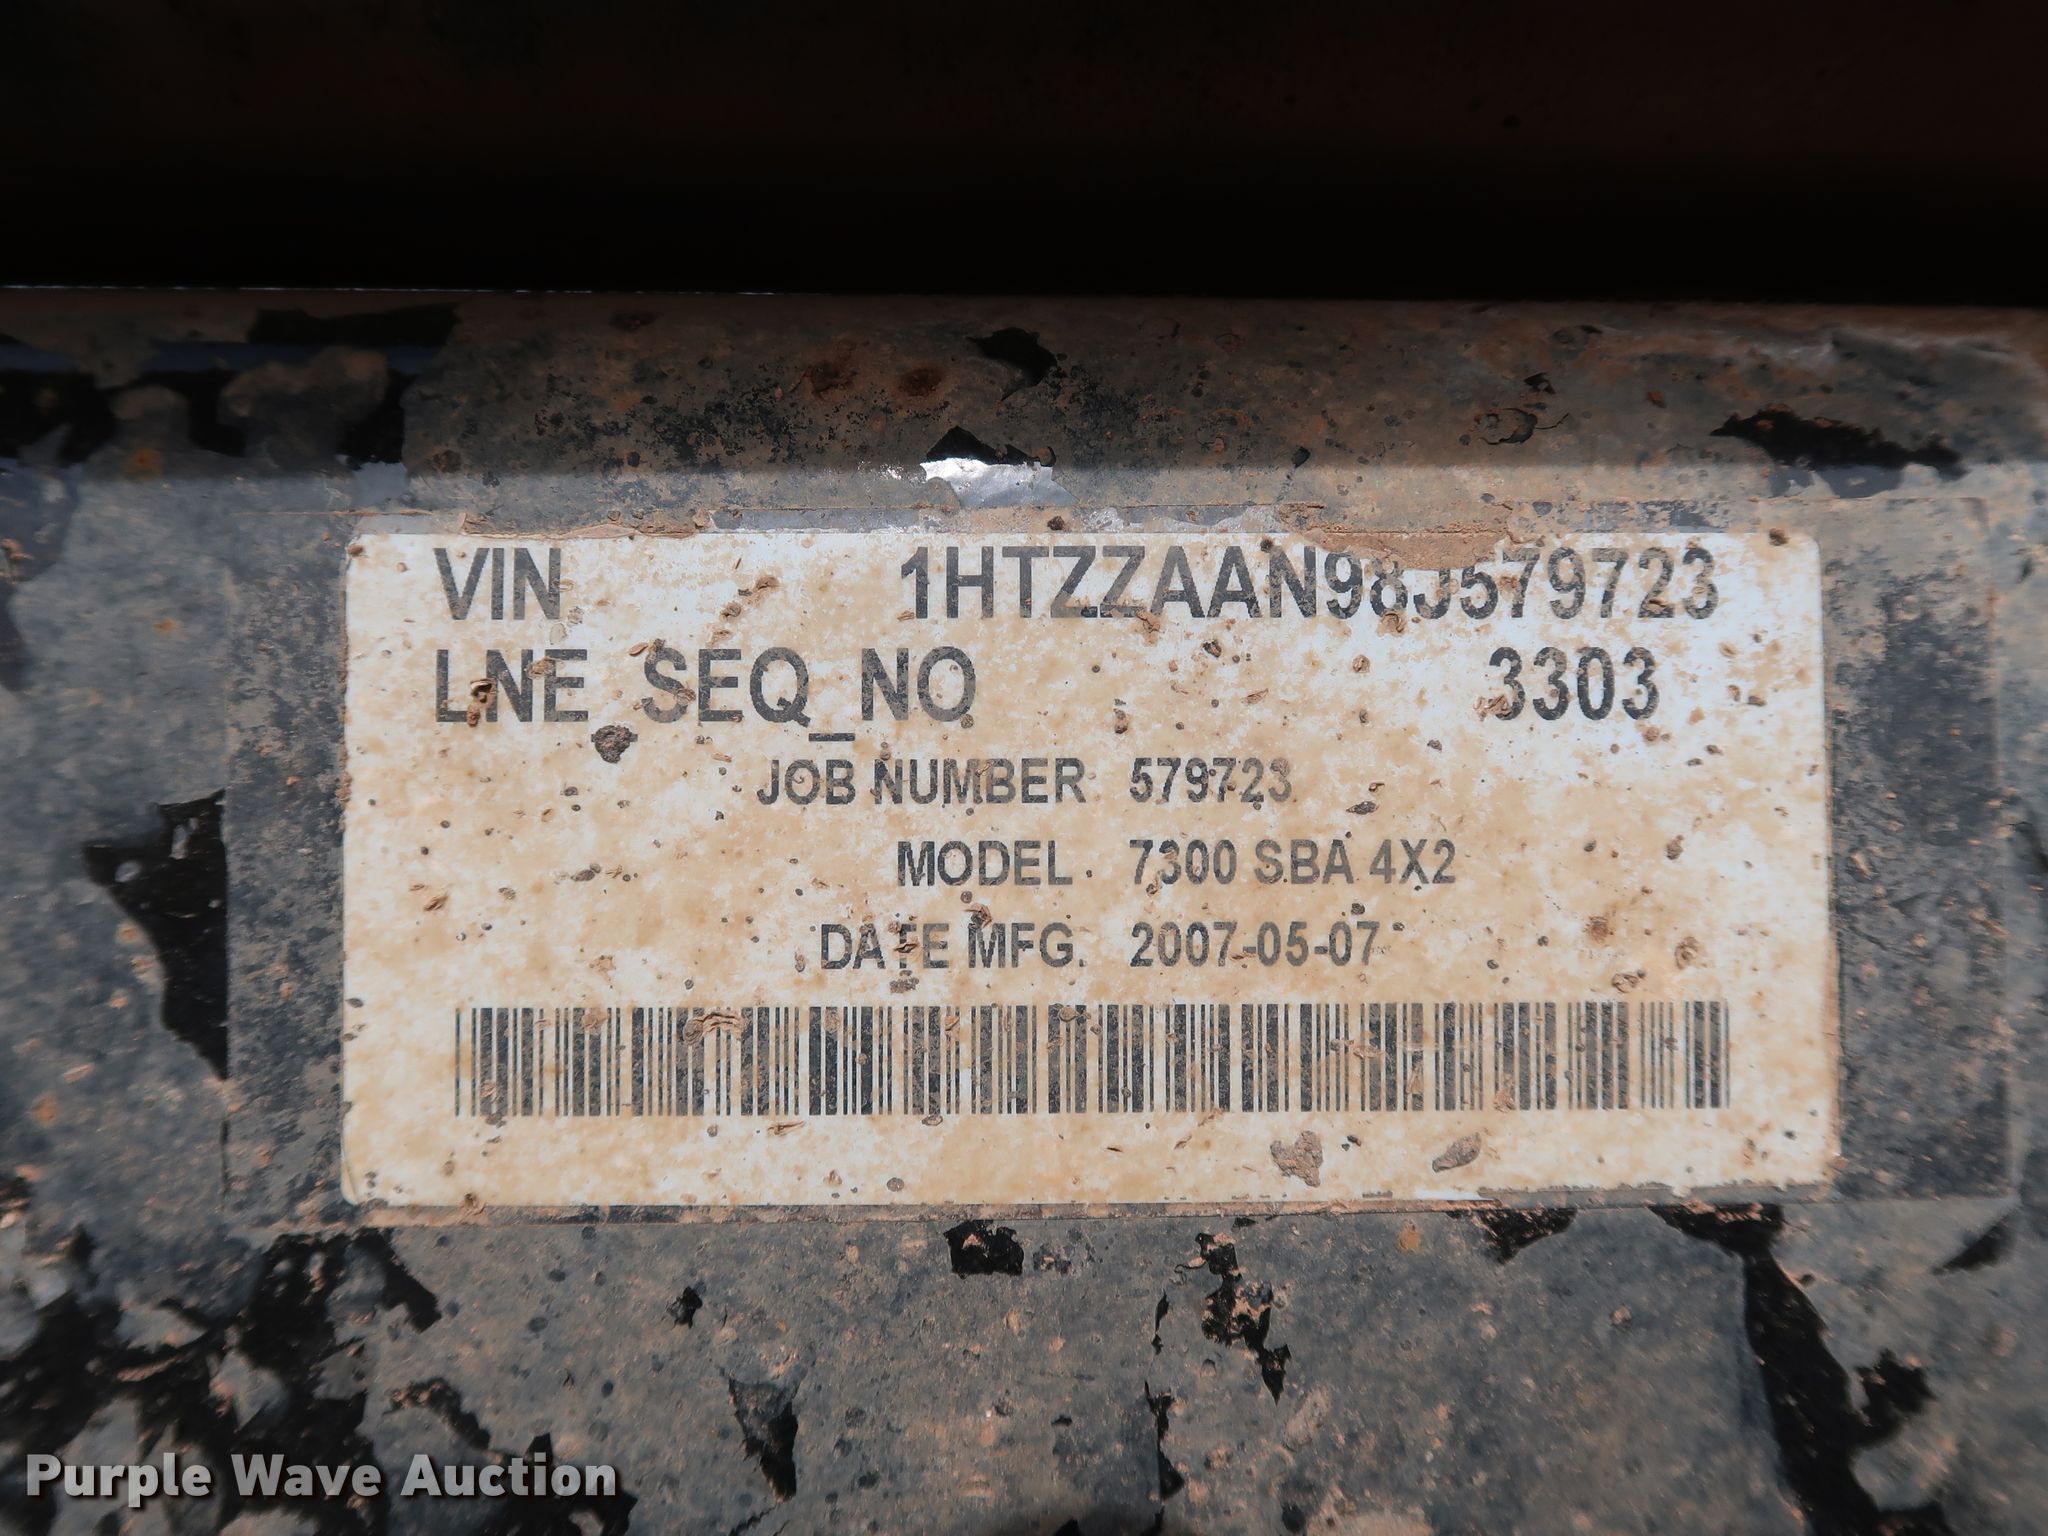 VIN 1HTZZAAN98J579723
LNE_SEQ_NO 3303
JOB NUMBER 579723
MODEL 7300 SBA 4X2
DATE MFG. 2007-05-07
Purple Wave Auction